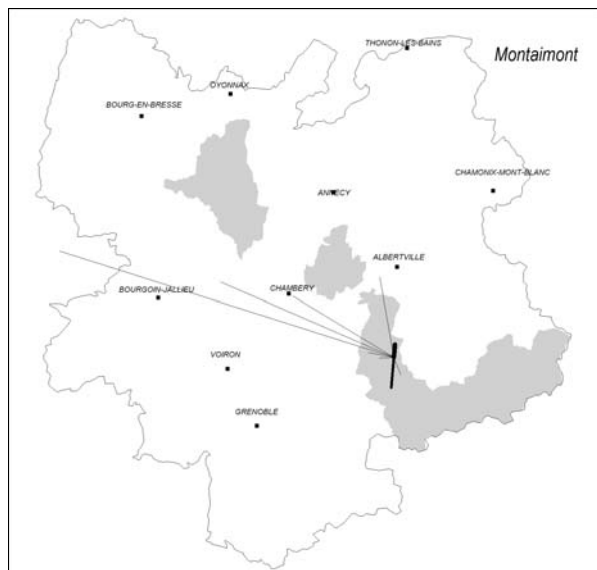 THONON-LES-BAINS
Montaimont
OYONNAX
BOURG-EN-BRESSE
CHAMONIX-MONT-BLANC
ANNECY
ALBERTVILLE
CHAMBERY
BOURGOIN-JALLIEU
VOIRON
GRENOBLE